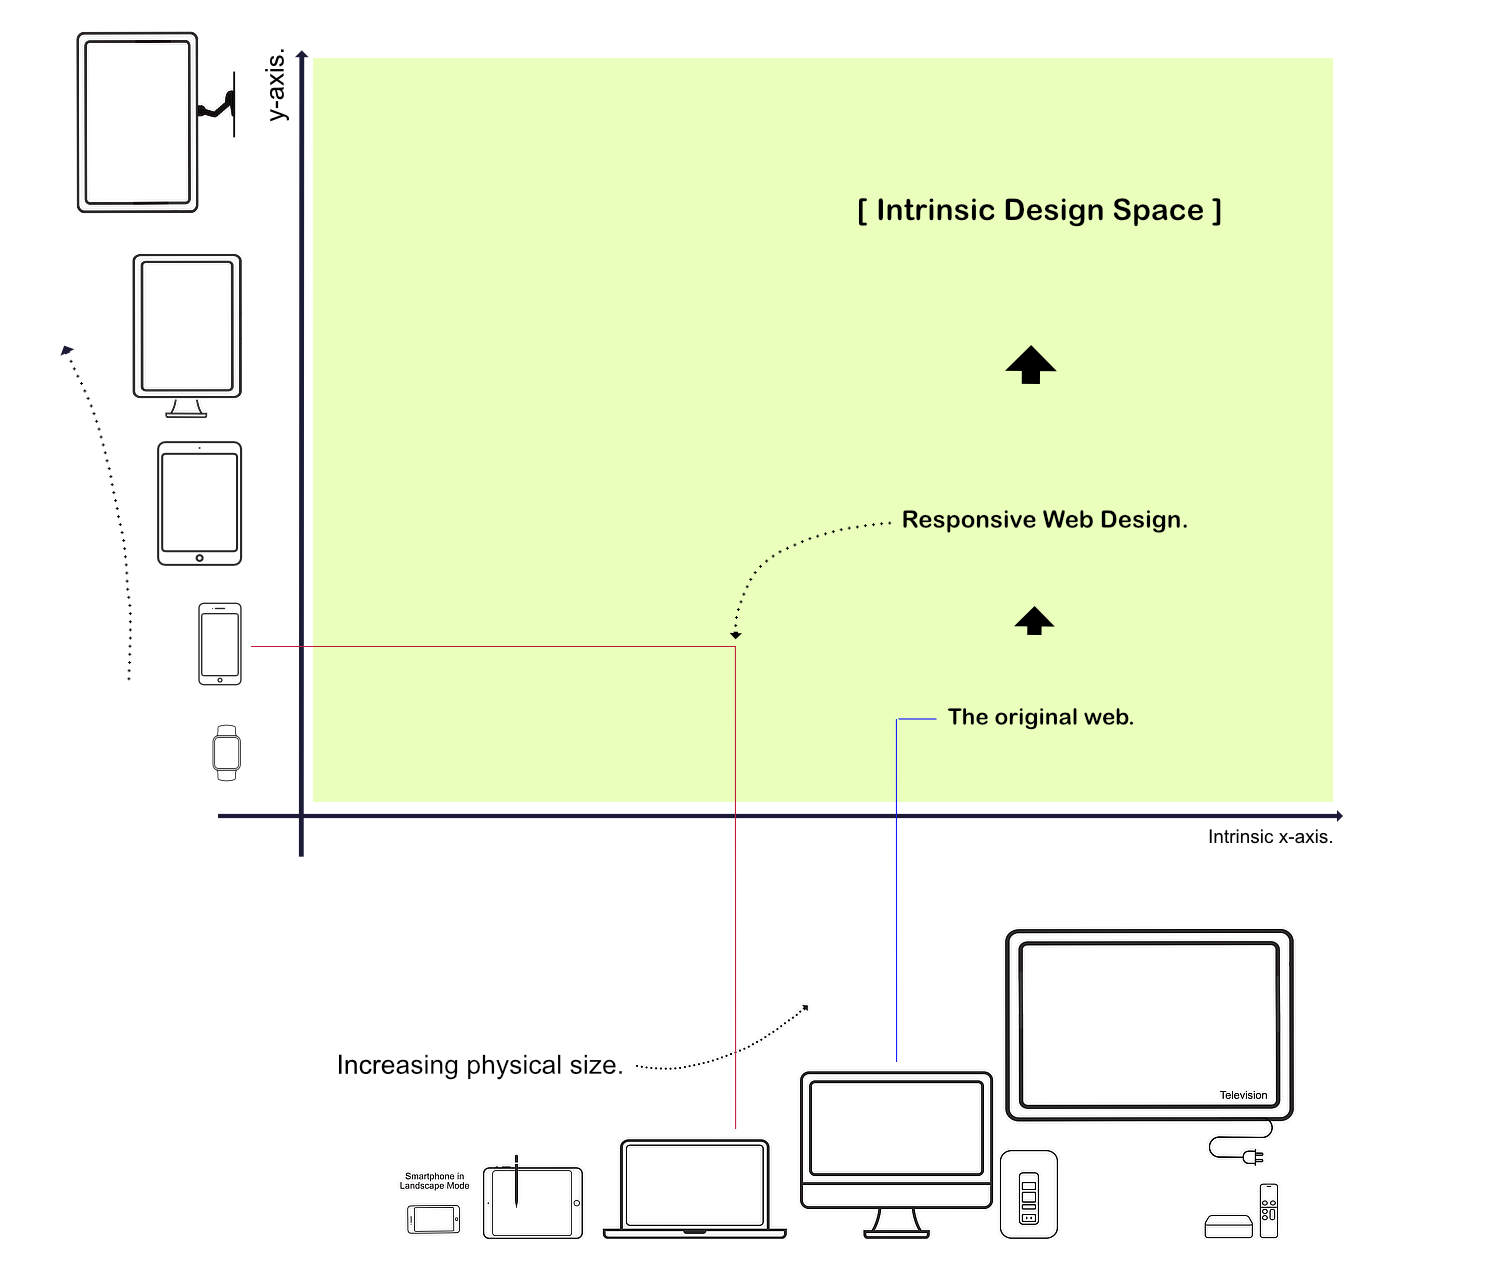 y-axis.
[ Intrinsic Design Space ]
Responsive Web Design.
The original web.
Intrinsic x-axis.
Increasing physical size.
Television
Smartphone in
Landscape Mode